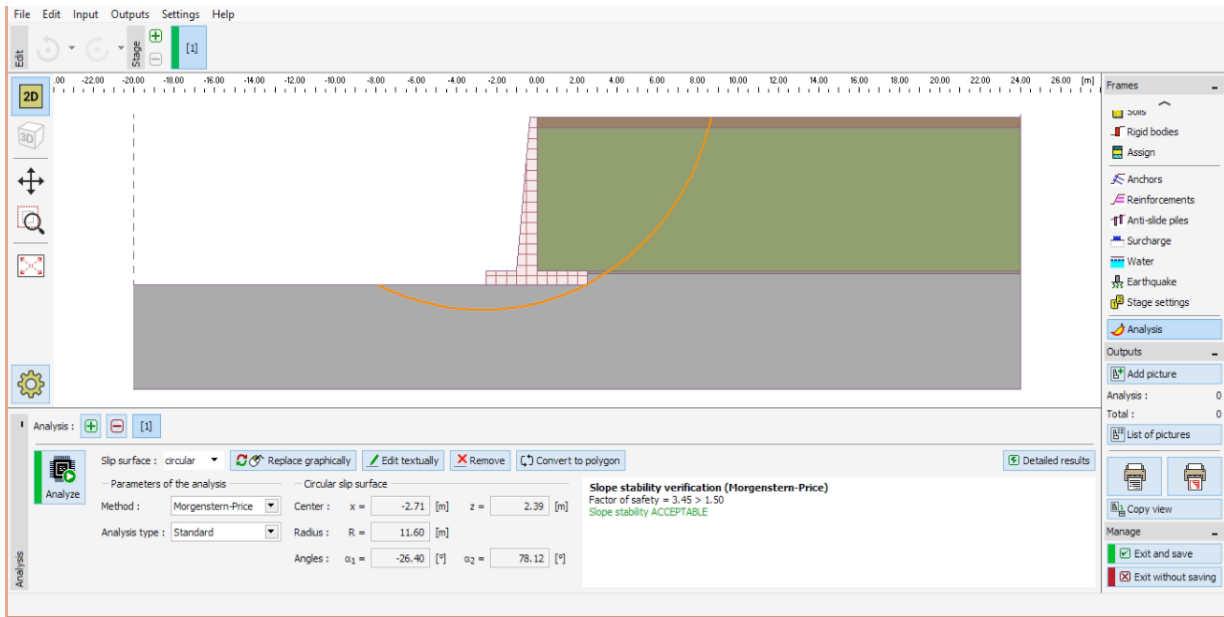 File Edit Input Outputs Settings Help
Edit
Stage
[1]
.00 -22.00 -20.00 -18.00 -16.00 -14.00 -12.00 -10.00 -8.00 -6.00 -4.00 -2.00 0.00 2.00 4.00 6.00 8.00 10.00 12.00 14.00 16.00 18.00 20.00 22.00 24.00 26.00 [m]
2D
3D
Frames
Soils
Rigid bodies
Assign
Anchors
Reinforcements
Anti-slide piles
Surcharge
Water
Earthquake
Stage settings
Analysis
Outputs
Add picture
Analysis : 0
Total : 0
List of pictures
Copy view
Manage
Exit and save
Exit without saving
Analysis : [1]
Analyze
Slip surface : circular Replace graphically Edit textually Remove Convert to polygon Detailed results
Parameters of the analysis
Method : Morgenstern-Price
Analysis type : Standard
Circular slip surface
Center : x = -2.71 [m] z = 2.39 [m]
Radius : R = 11.60 [m]
Angles : α1 = -26.40 [°] α2 = 78.12 [°]
Slope stability verification (Morgenstern-Price)
Factor of safety = 3.45 > 1.50
Slope stability ACCEPTABLE
Analysis